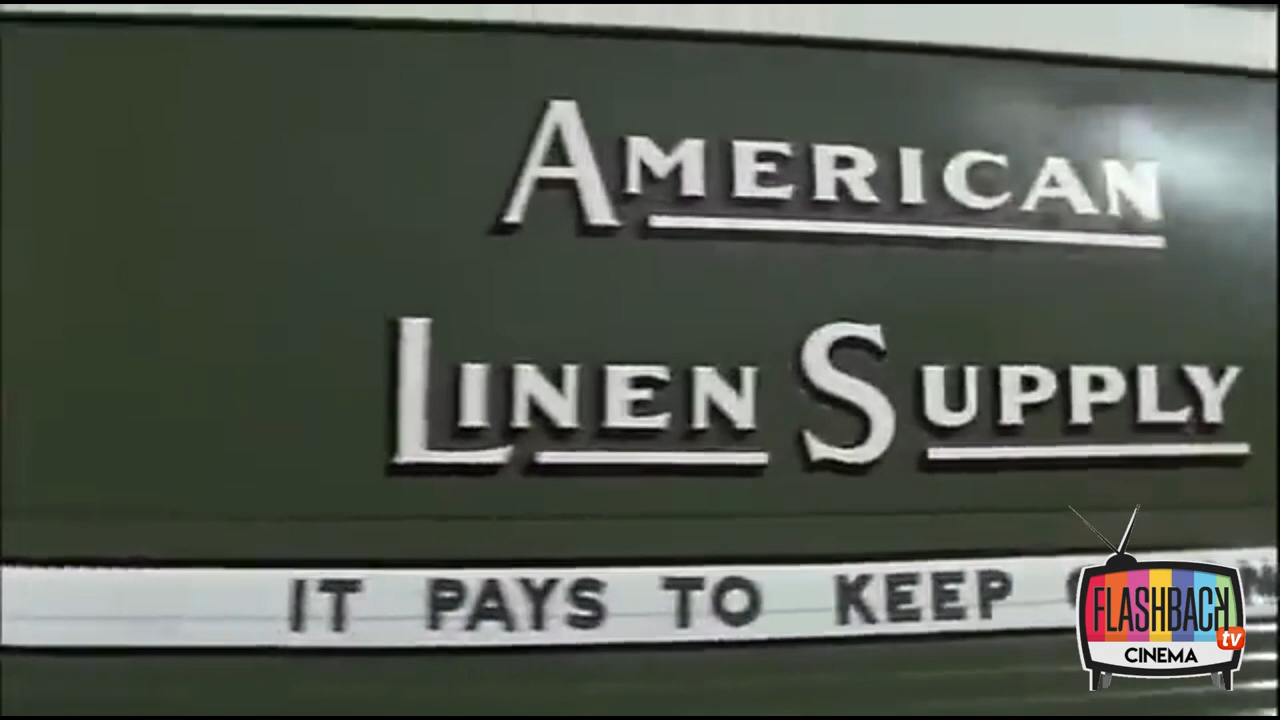 AMERICAN
LINEN SUPPLY
IT PAYS TO KEEP
FLASHBACK
tv
CINEMA